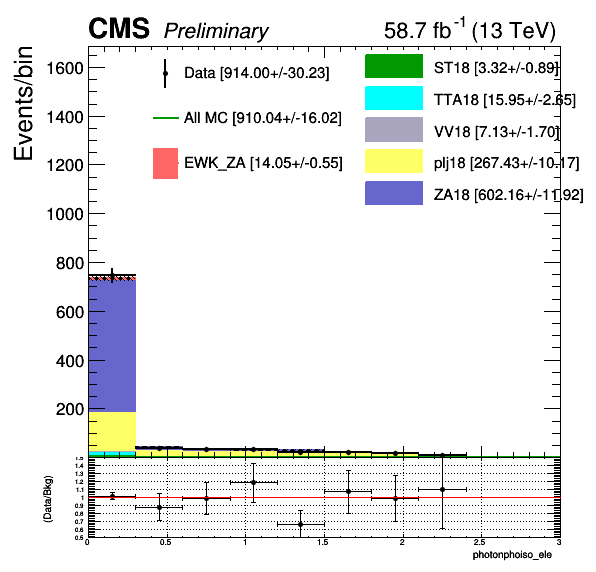 CMS Preliminary 58.7 fb⁻¹ (13 TeV)
Events/bin
1600
1400
1200
1000
800
600
400
200
Data [914.00+/-30.23]
All MC [910.04+/-16.02]
EWK_ZA [14.05+/-0.55]
ST18 [3.32+/-0.89]
TTA18 [15.95+/-2.65]
VV18 [7.13+/-1.70]
plj18 [267.43+/-10.17]
ZA18 [602.16+/-11.92]
(Data/Bkg)
1.5
1.4
1.3
1.2
1.1
1
0.9
0.8
0.7
0.6
0.5
0 0.5 1 1.5 2 2.5 3
photonphoiso_ele